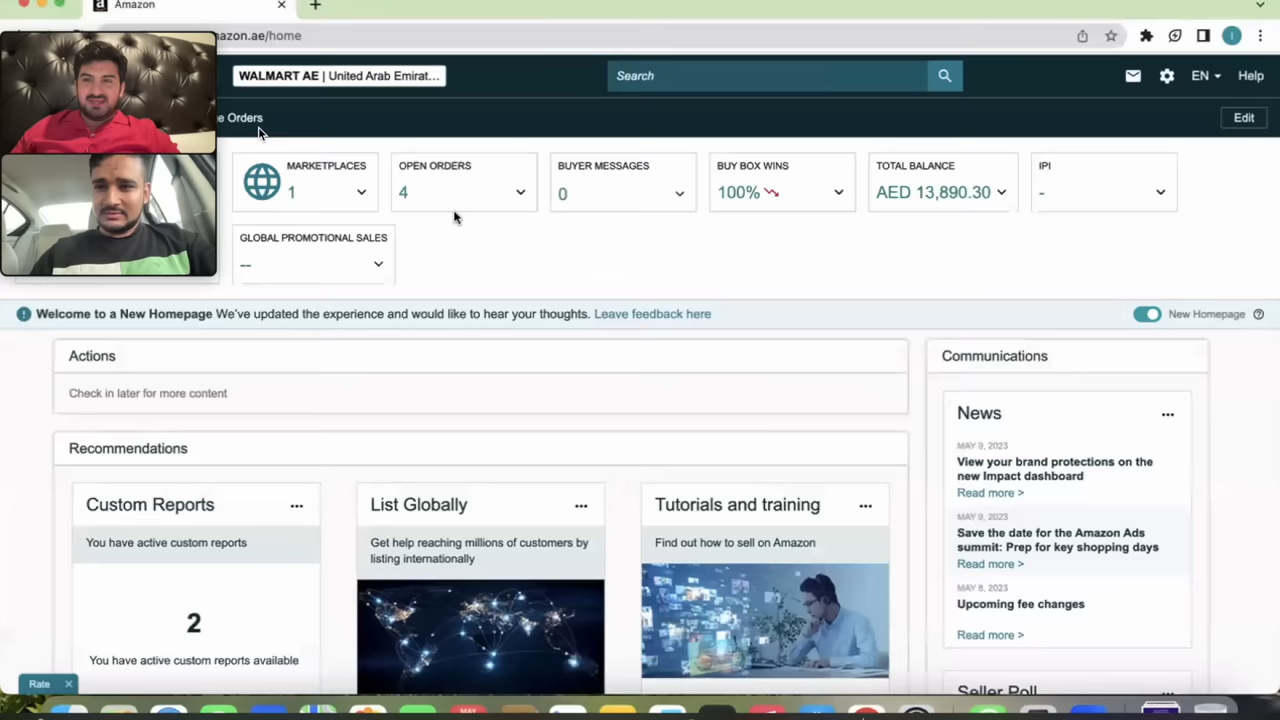 Amazon
azon.ae/home
WALMART AE | United Arab Emirat...
Search
EN
Help
Orders
Edit
MARKETPLACES
1
OPEN ORDERS
4
BUYER MESSAGES
0
BUY BOX WINS
100%
TOTAL BALANCE
AED 13,890.30
IPI
-
GLOBAL PROMOTIONAL SALES
--
Welcome to a New Homepage We've updated the experience and would like to hear your thoughts. Leave feedback here
New Homepage
Actions
Check in later for more content
Recommendations
Custom Reports
You have active custom reports
2
You have active custom reports available
List Globally
Get help reaching millions of customers by
listing internationally
Tutorials and training
Find out how to sell on Amazon
Communications
News
MAY 9, 2023
View your brand protections on the
new Impact dashboard
Read more >
MAY 9, 2023
Save the date for the Amazon Ads
summit: Prep for key shopping days
Read more >
MAY 8, 2023
Upcoming fee changes
Read more >
Seller Poll
Rate
MAY